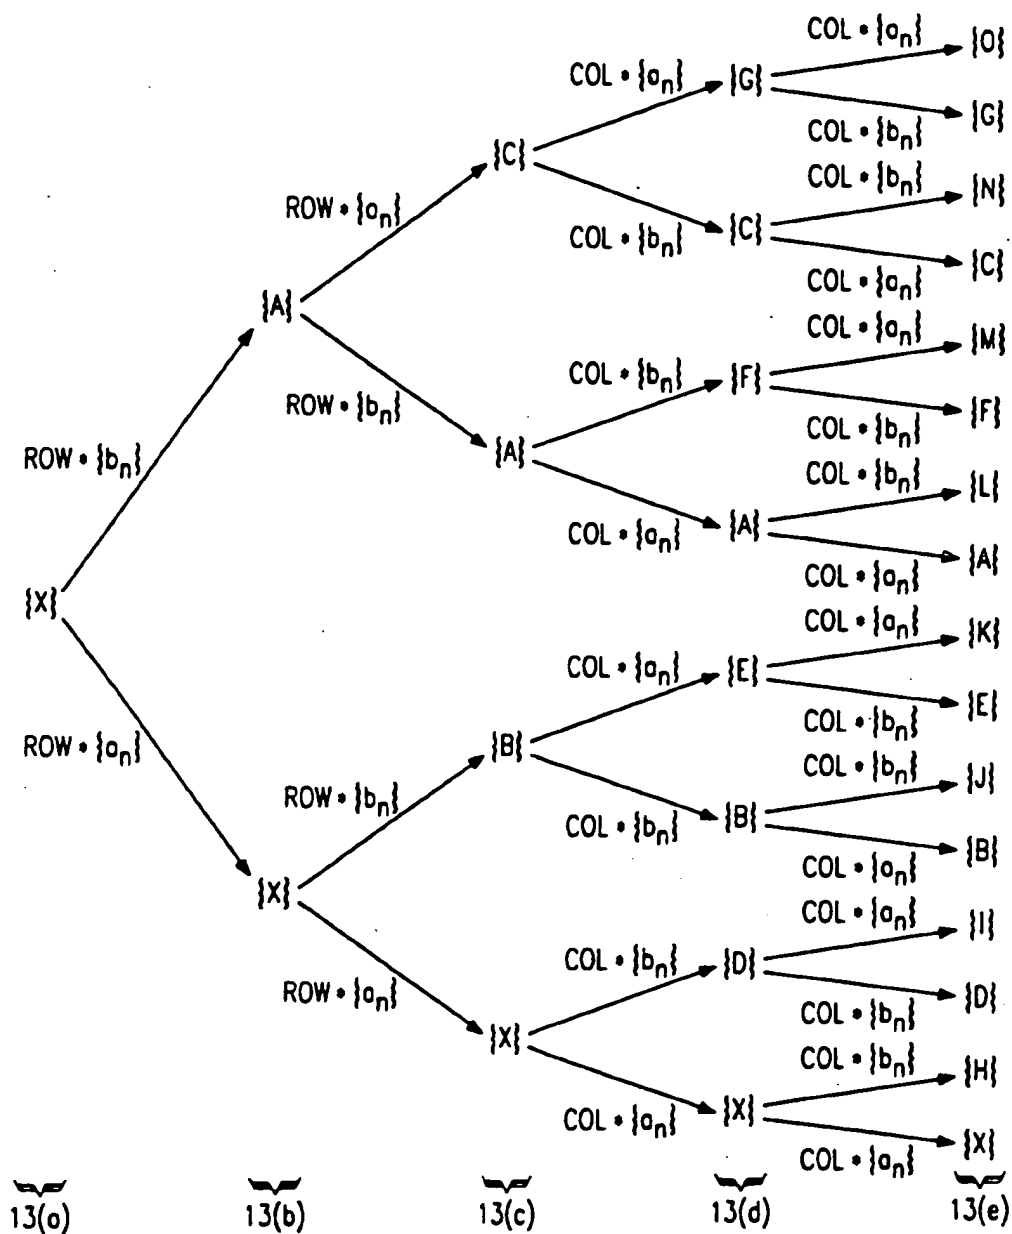 COL * {a_n}
{O}
COL * {a_n}
{G}
{G}
COL * {b_n}
{C}
COL * {b_n}
{N}
ROW * {a_n}
COL * {b_n}
{C}
{C}
COL * {a_n}
{A}
COL * {a_n}
{M}
COL * {b_n}
{F}
ROW * {b_n}
{F}
COL * {b_n}
{A}
ROW * {b_n}
COL * {b_n}
{L}
COL * {a_n}
{A}
{A}
COL * {a_n}
{X}
COL * {a_n}
{K}
COL * {a_n}
{E}
{E}
COL * {b_n}
ROW * {a_n}
{B}
COL * {b_n}
{J}
ROW * {b_n}
COL * {b_n}
{B}
{B}
COL * {a_n}
{X}
COL * {a_n}
{I}
COL * {b_n}
{D}
ROW * {a_n}
{D}
COL * {b_n}
{X}
COL * {b_n}
{H}
COL * {a_n}
{X}
{X}
COL * {a_n}
13(a)
13(b)
13(c)
13(d)
13(e)